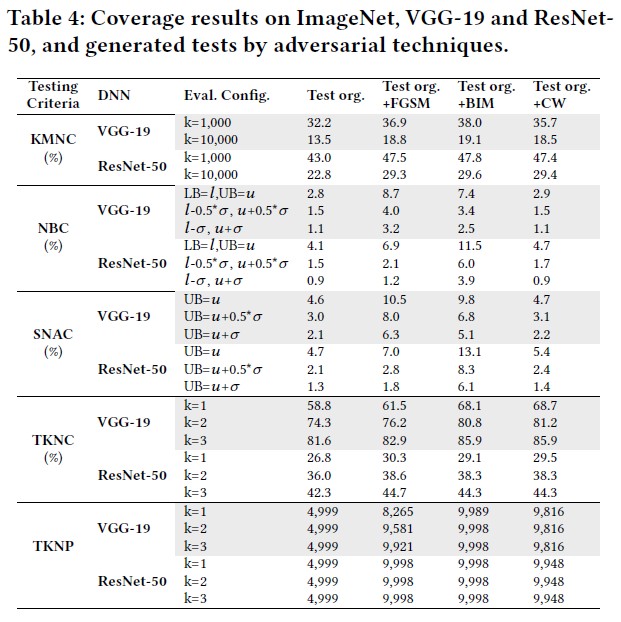 Table 4: Coverage results on ImageNet, VGG-19 and ResNet-
50, and generated tests by adversarial techniques.
Testing Criteria DNN Eval. Config. Test org. Test org. +FGSM Test org. +BIM Test org. +CW
KMNC (%) VGG-19 k=1,000 32.2 36.9 38.0 35.7
k=10,000 13.5 18.8 19.1 18.5
ResNet-50 k=1,000 43.0 47.5 47.8 47.4
k=10,000 22.8 29.3 29.6 29.4
NBC (%) VGG-19 LB=l,UB=u 2.8 8.7 7.4 2.9
l-0.5*σ, u+0.5*σ 1.5 4.0 3.4 1.5
l-σ, u+σ 1.1 3.2 2.5 1.1
ResNet-50 LB=l,UB=u 4.1 6.9 11.5 4.7
l-0.5*σ, u+0.5*σ 1.5 2.1 6.0 1.7
l-σ, u+σ 0.9 1.2 3.9 0.9
SNAC (%) VGG-19 UB=u 4.6 10.5 9.8 4.7
UB=u+0.5*σ 3.0 8.0 6.8 3.1
UB=u+σ 2.1 6.3 5.1 2.2
ResNet-50 UB=u 4.7 7.0 13.1 5.4
UB=u+0.5*σ 2.1 2.8 8.3 2.4
UB=u+σ 1.3 1.8 6.1 1.4
TKNC (%) VGG-19 k=1 58.8 61.5 68.1 68.7
k=2 74.3 76.2 80.8 81.2
k=3 81.6 82.9 85.9 85.9
ResNet-50 k=1 26.8 30.3 29.1 29.5
k=2 36.0 38.6 38.3 38.3
k=3 42.3 44.7 44.3 44.3
TKNP VGG-19 k=1 4,999 8,265 9,989 9,816
k=2 4,999 9,581 9,998 9,816
k=3 4,999 9,921 9,998 9,816
ResNet-50 k=1 4,999 9,998 9,998 9,948
k=2 4,999 9,998 9,998 9,948
k=3 4,999 9,998 9,998 9,948